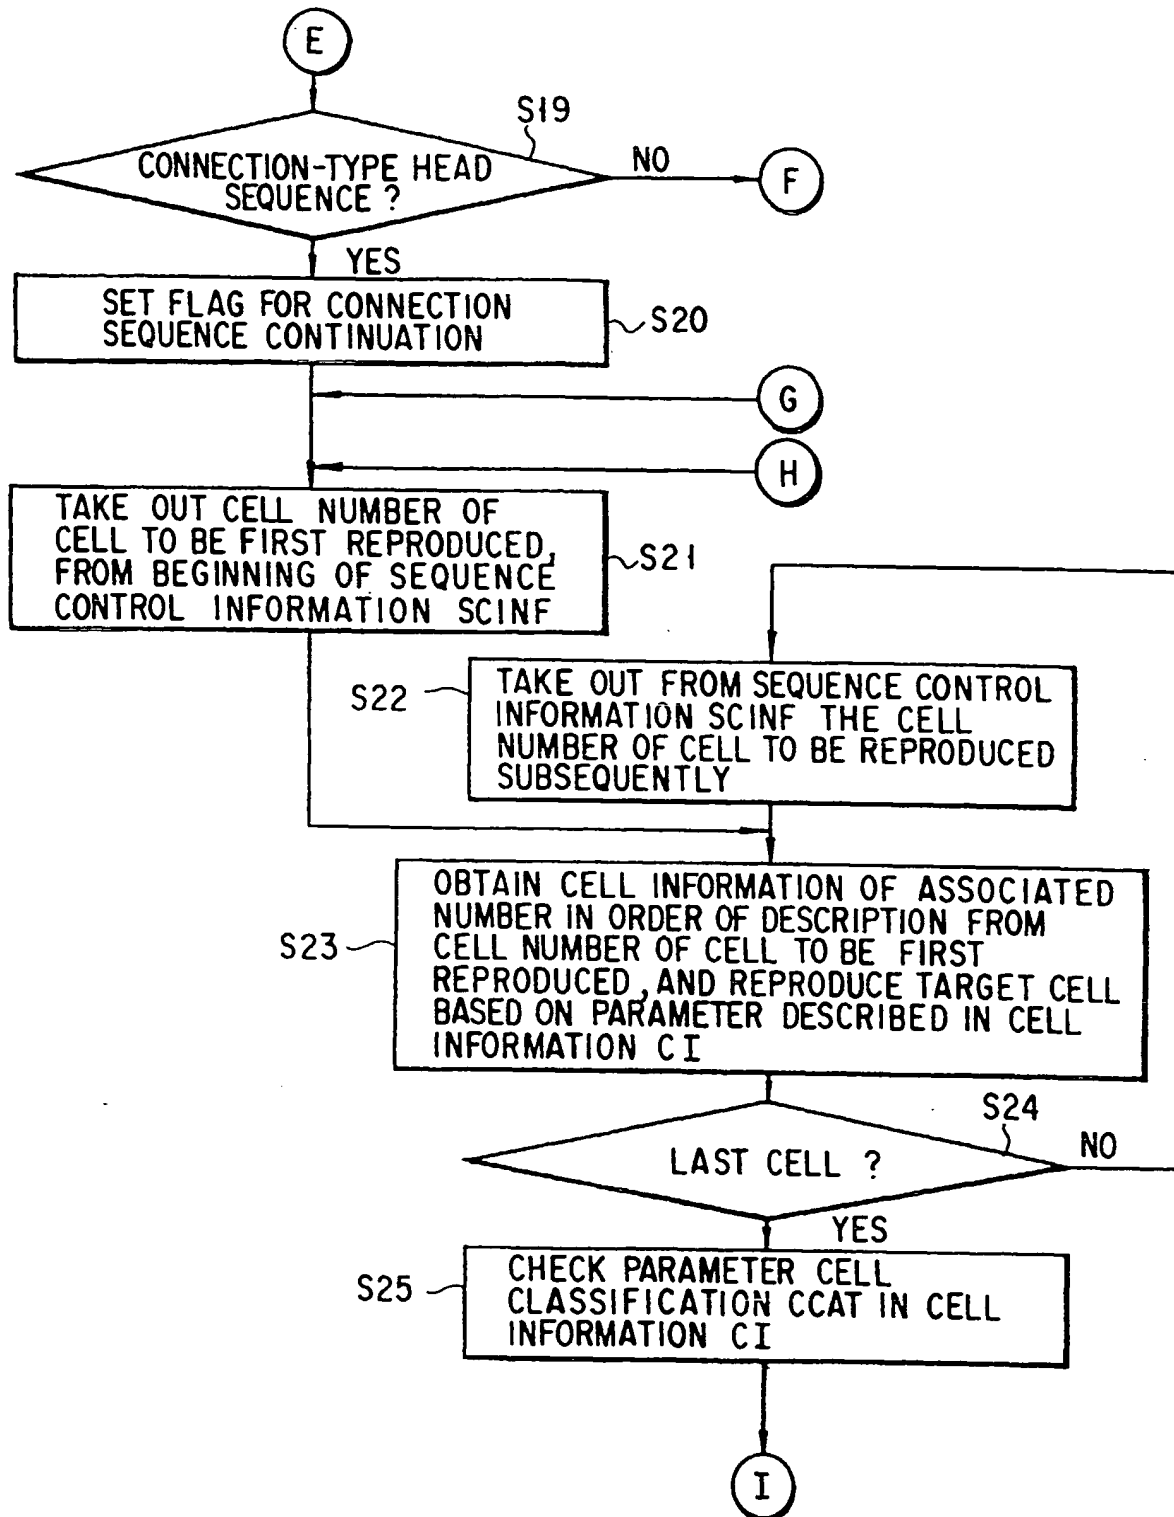 E
S19
CONNECTION-TYPE HEAD
SEQUENCE ?
NO
F
YES
SET FLAG FOR CONNECTION
SEQUENCE CONTINUATION
S20
G
H
TAKE OUT CELL NUMBER OF
CELL TO BE FIRST REPRODUCED,
FROM BEGINNING OF SEQUENCE
CONTROL INFORMATION SCINF
S21
S22
TAKE OUT FROM SEQUENCE CONTROL
INFORMATION SCINF THE CELL
NUMBER OF CELL TO BE REPRODUCED
SUBSEQUENTLY
S23
OBTAIN CELL INFORMATION OF ASSOCIATED
NUMBER IN ORDER OF DESCRIPTION FROM
CELL NUMBER OF CELL TO BE FIRST
REPRODUCED, AND REPRODUCE TARGET CELL
BASED ON PARAMETER DESCRIBED IN CELL
INFORMATION CI
S24
LAST CELL ?
NO
YES
S25
CHECK PARAMETER CELL
CLASSIFICATION CCAT IN CELL
INFORMATION CI
I